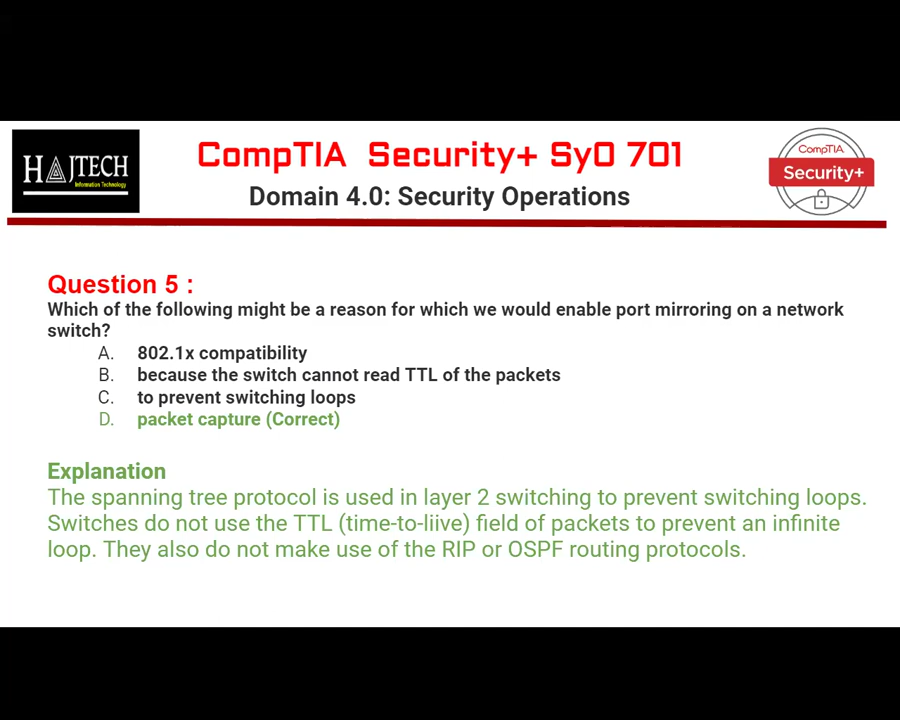 HAJTECH
Information Technology
CompTIA Security+ SyO 701
Domain 4.0: Security Operations
CompTIA
Security+
Question 5 :
Which of the following might be a reason for which we would enable port mirroring on a network
switch?
A. 802.1x compatibility
B. because the switch cannot read TTL of the packets
C. to prevent switching loops
D. packet capture (Correct)
Explanation
The spanning tree protocol is used in layer 2 switching to prevent switching loops.
Switches do not use the TTL (time-to-liive) field of packets to prevent an infinite
loop. They also do not make use of the RIP or OSPF routing protocols.